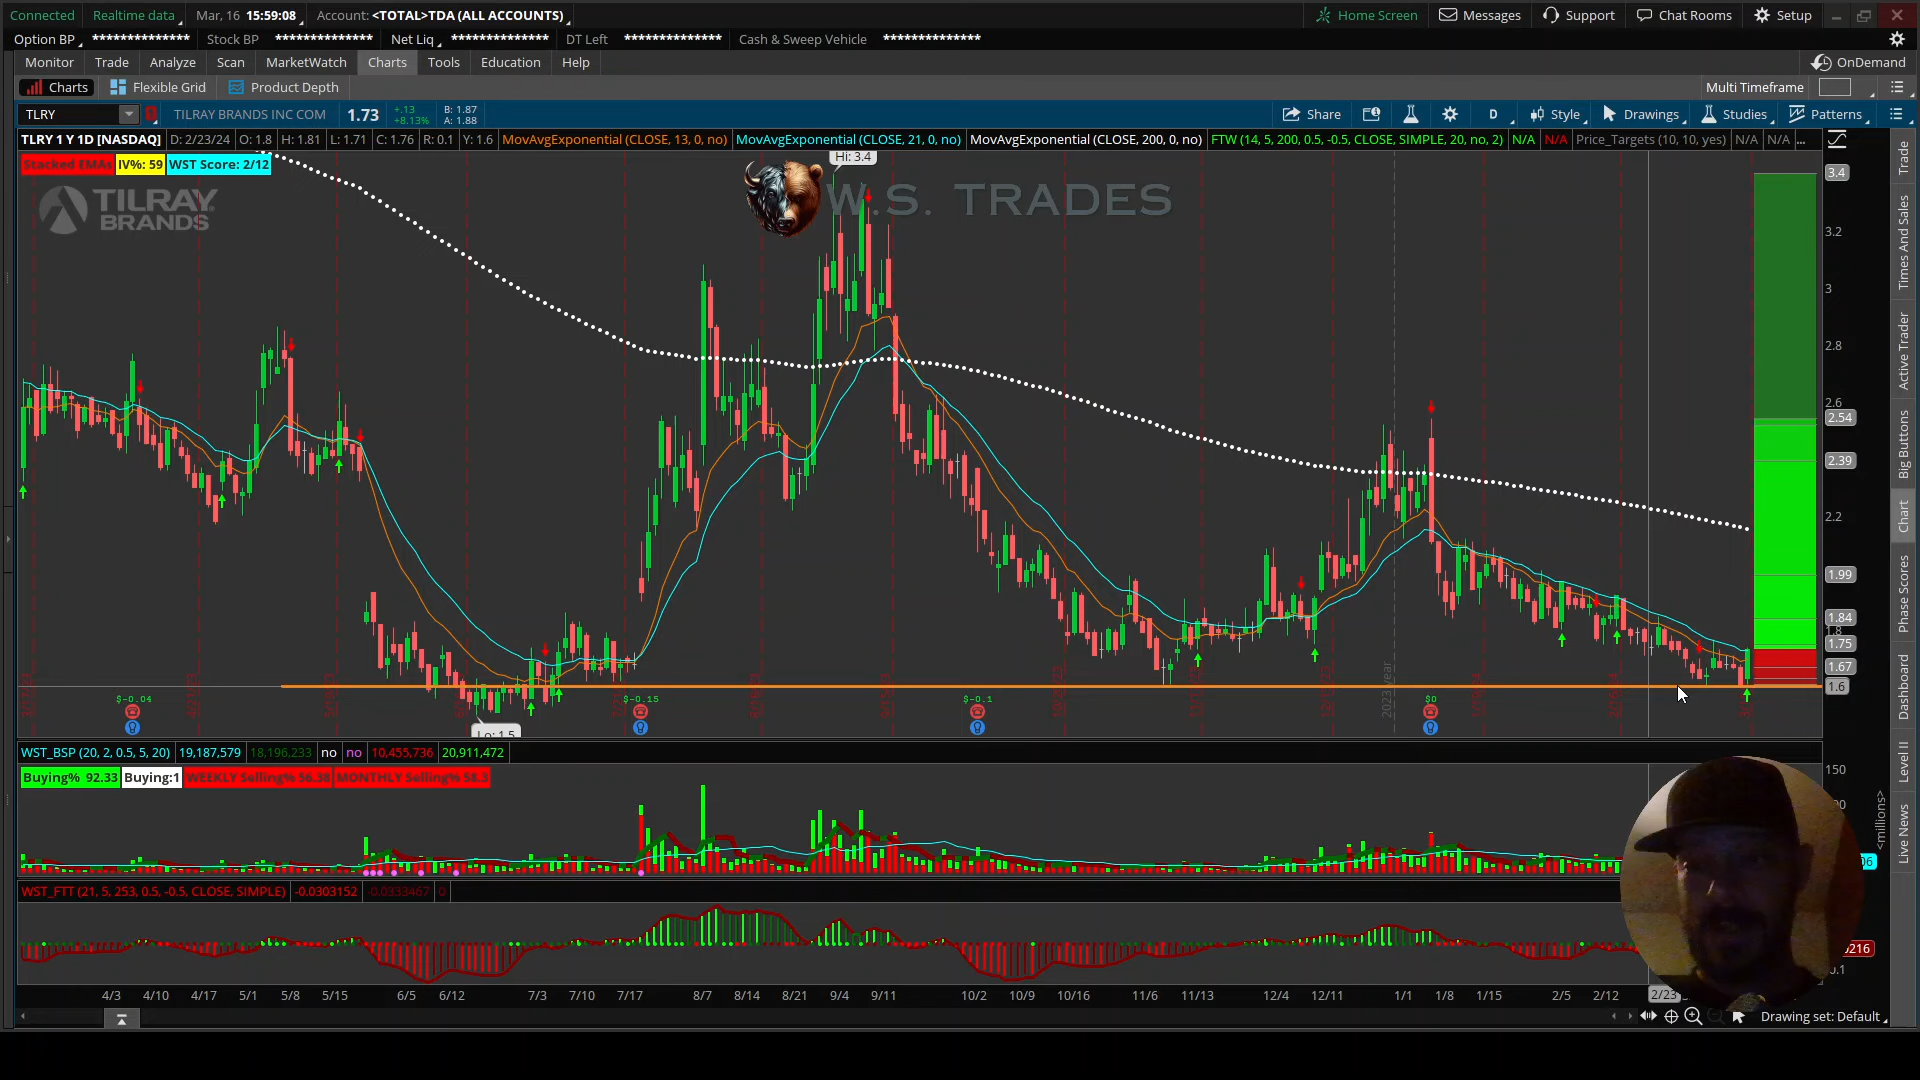 Connected Realtime data Mar, 16 15:59:08 Account: <TOTAL>TDA (ALL ACCOUNTS) Home Screen Messages Support Chat Rooms Setup
Option BP ************** Stock BP ************** Net Liq ************** DT Left ************** Cash & Sweep Vehicle **************
Monitor Trade Analyze Scan MarketWatch Charts Tools Education Help OnDemand
Charts Flexible Grid Product Depth Multi Timeframe
TLRY TILRAY BRANDS INC COM 1.73 +.13 B: 1.87 Share D Style Drawings Studies Patterns
+8.13% A: 1.88
TLRY 1 Y 1D [NASDAQ] D: 2/23/24 O: 1.8 H: 1.81 L: 1.71 C: 1.76 R: 0.1 Y: 1.6 MovAvgExponential (CLOSE, 13, 0, no) MovAvgExponential (CLOSE, 21, 0, no) MovAvgExponential (CLOSE, 200, 0, no) FTW (14, 5, 200, 0.5, -0.5, CLOSE, SIMPLE, 20, no, 2) N/A N/A Price_Targets (10, 10, yes) N/A N/A ...
Stacked EMAs IV%: 59 WST Score: 2/12
Hi: 3.4
TILRAY BRANDS
W.S. TRADES
3.4
3.2
3
2.8
2.6
2.54
2.39
2.2
1.99
1.84
1.8
1.75
1.67
1.6
2023 year
$-0.04 $-0.15 $-0.1 $0
Lo: 1.5
WST_BSP (20, 2, 0.5, 5, 20) 19,187,579 18,196,233 no no 10,455,736 20,911,472
Buying% 92.33 Buying:1 WEEKLY Selling% 56.38 MONTHLY Selling% 58.3
150
<millions>
06
WST_FTT (21, 5, 253, 0.5, -0.5, CLOSE, SIMPLE) -0.0303152 -0.0333467 0
4/3 4/10 4/17 5/1 5/8 5/15 6/5 6/12 7/3 7/10 7/17 8/7 8/14 8/21 9/4 9/11 10/2 10/9 10/16 11/6 11/13 12/4 12/11 1/1 1/8 1/15 2/5 2/12 2/23
Drawing set: Default
Trade
Times And Sales
Active Trader
Big Buttons
Chart
Phase Scores
Dashboard
Level II
Live News